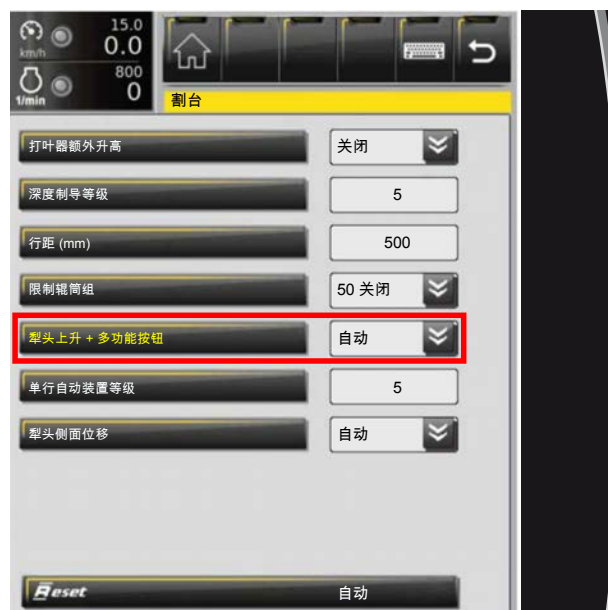 15.0
km/h
0.0
800
1/min
0
割台
打叶器额外升高 关闭
深度制导等级 5
行距 (mm) 500
限制辊筒组 50 关闭
犁头上升 + 多功能按钮 自动
单行自动装置等级 5
犁头侧面位移 自动
Reset 自动